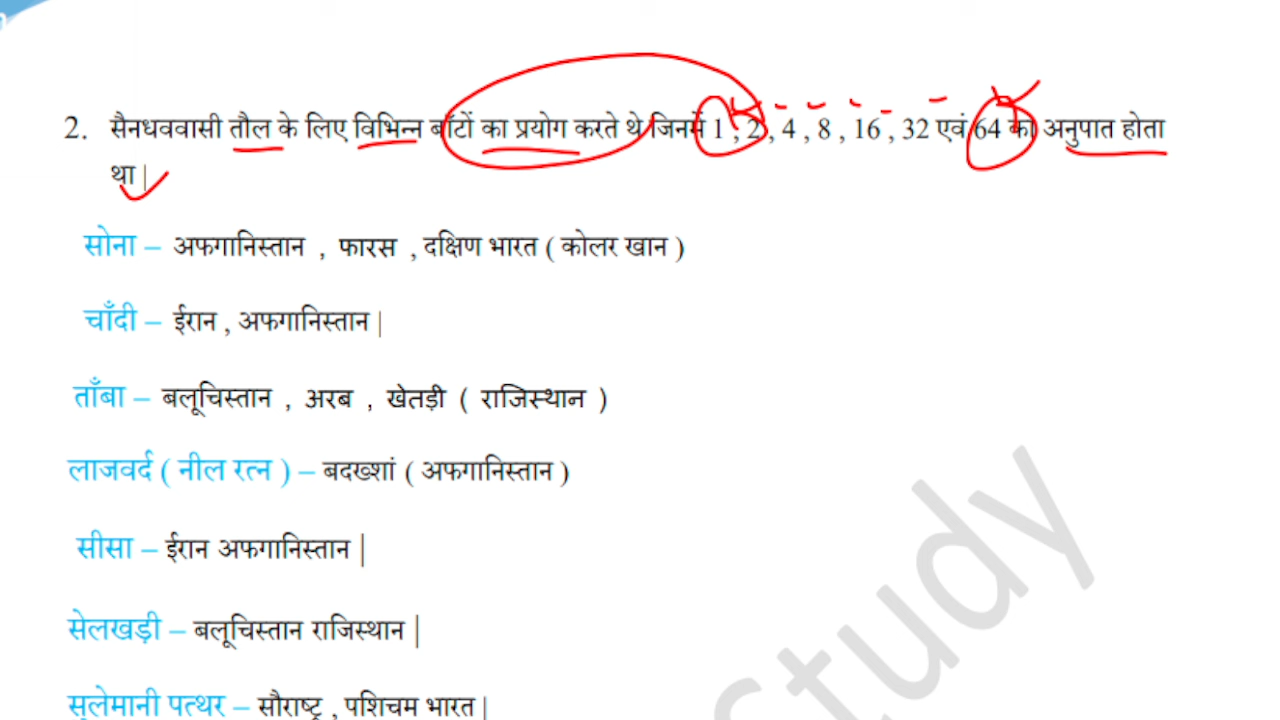 2. सैनधववासी तौल के लिए विभिन्न बाँटों का प्रयोग करते थे जिनमें 1 , 2 , 4 , 8 , 16 , 32 एवं 64 का अनुपात होता
था |
सोना – अफगानिस्तान , फारस , दक्षिण भारत ( कोलर खान )
चाँदी – ईरान , अफगानिस्तान |
ताँबा – बलूचिस्तान , अरब , खेतड़ी ( राजिस्थान )
लाजवर्द ( नील रत्न ) – बदख्शां ( अफगानिस्तान )
सीसा – ईरान अफगानिस्तान |
सेलखड़ी – बलूचिस्तान राजिस्थान |
सुलेमानी पत्थर – सौराष्ट्र , पशिचम भारत |
Study